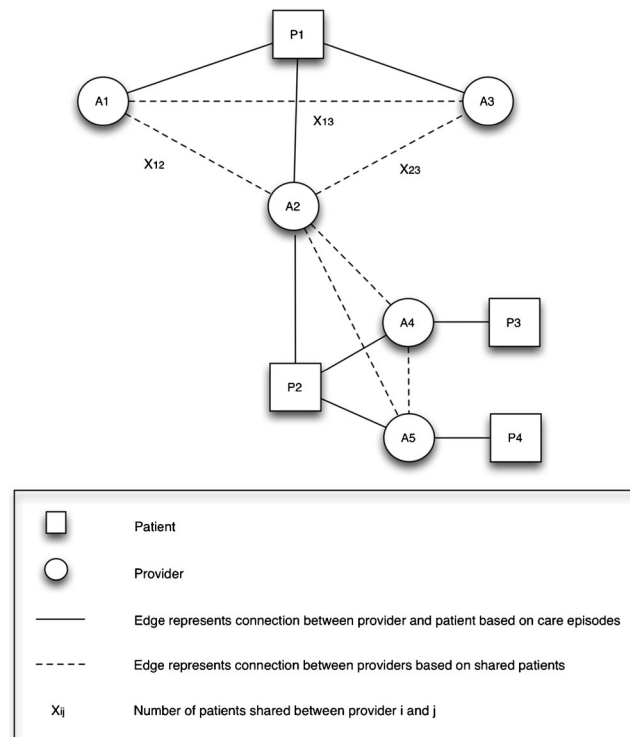 P1
A1
A3
X13
X12
X23
A2
A4
P3
P2
A5
P4
Patient
Provider
Edge represents connection between provider and patient based on care episodes
Edge represents connection between providers based on shared patients
Xij Number of patients shared between provider i and j